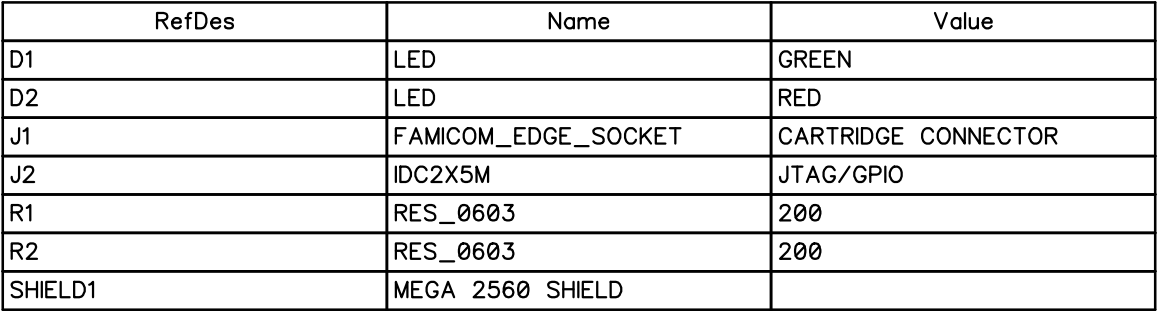 RefDes Name Value
D1 LED GREEN
D2 LED RED
J1 FAMICOM_EDGE_SOCKET CARTRIDGE CONNECTOR
J2 IDC2X5M JTAG/GPIO
R1 RES_0603 200
R2 RES_0603 200
SHIELD1 MEGA 2560 SHIELD